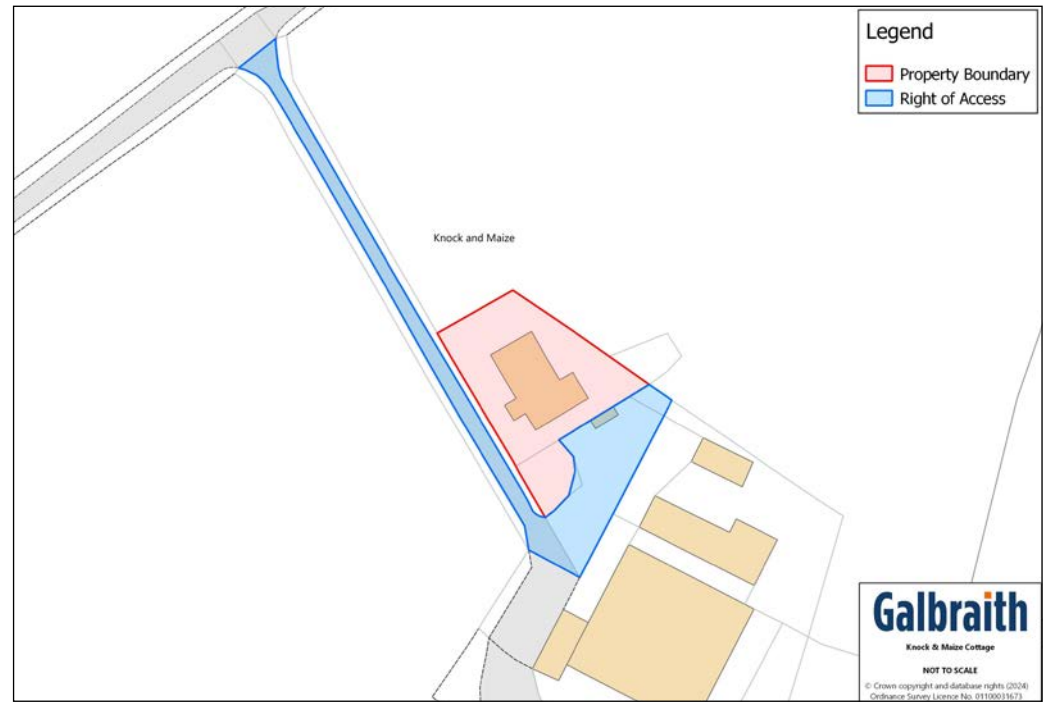 Legend
Property Boundary
Right of Access
Knock and Maize
Galbraith
Knock & Maize Cottage
NOT TO SCALE
© Crown copyright and database rights (2024)
Ordnance Survey Licence No. 01100031673